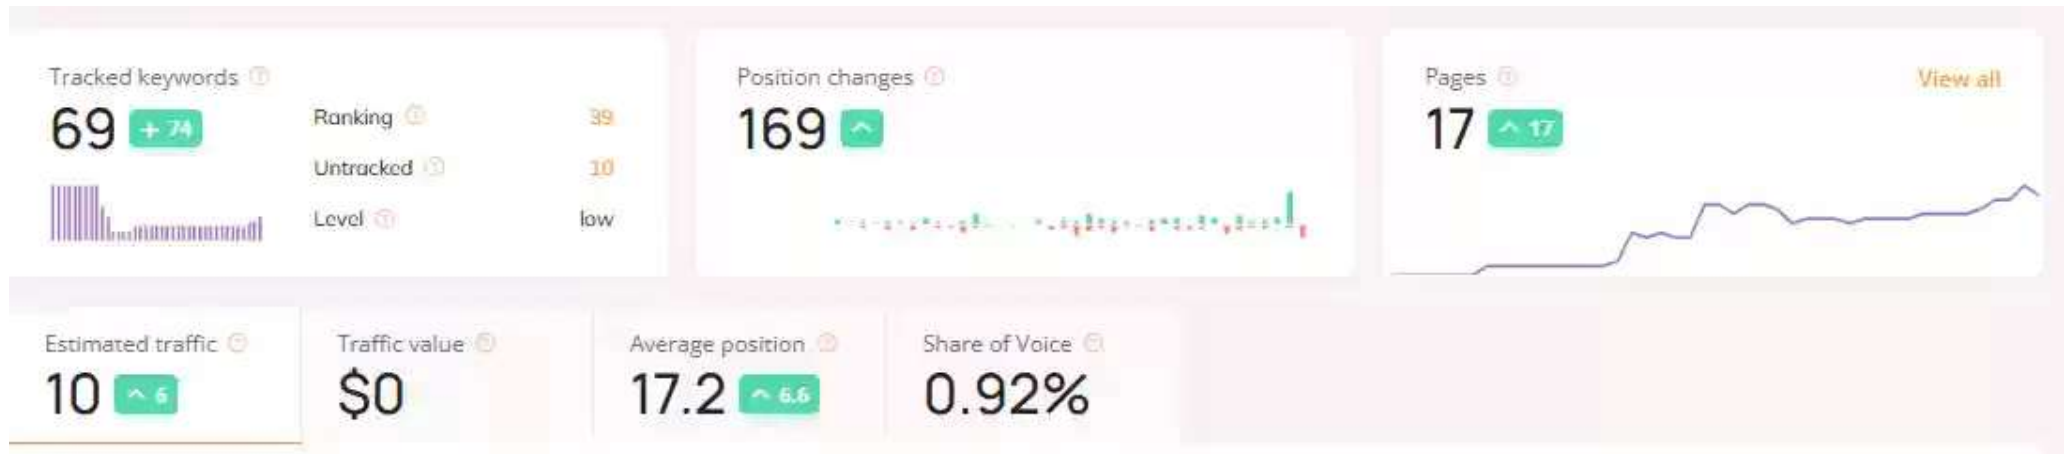 Tracked keywords
69 + 74
Ranking 39
Untracked 10
Level low
Position changes
169
Pages
View all
17 17
Estimated traffic
10 6
Traffic value
$0
Average position
17.2 6.6
Share of Voice
0.92%